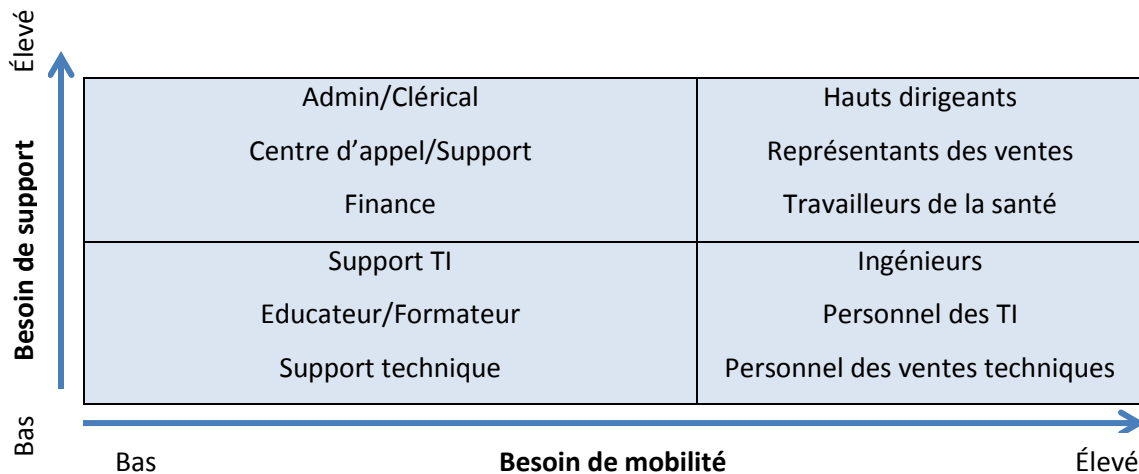 Élevé
Besoin de support
Bas
Admin/Clérical
Centre d'appel/Support
Finance
Hauts dirigeants
Représentants des ventes
Travailleurs de la santé
Support TI
Educateur/Formateur
Support technique
Ingénieurs
Personnel des TI
Personnel des ventes techniques
Bas
Besoin de mobilité
Élevé